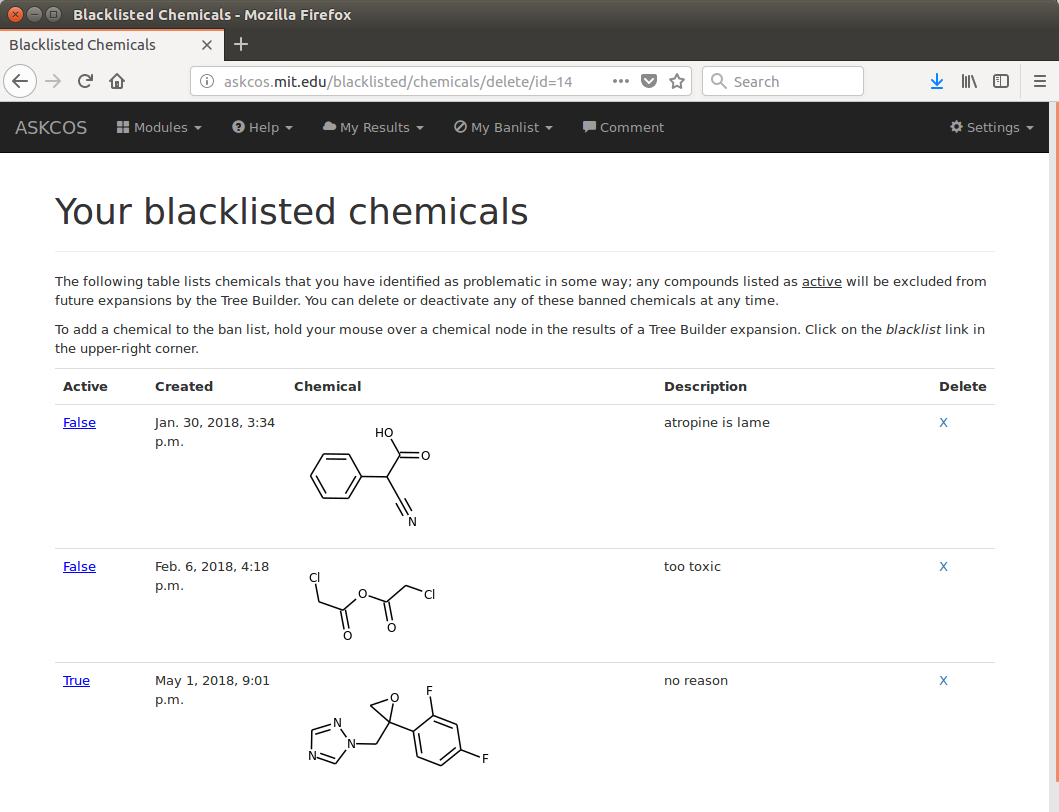 Blacklisted Chemicals - Mozilla Firefox
Blacklisted Chemicals
askcos.mit.edu/blacklisted/chemicals/delete/id=14
Search
ASKCOS Modules Help My Results My Banlist Comment Settings
Your blacklisted chemicals
The following table lists chemicals that you have identified as problematic in some way; any compounds listed as active will be excluded from
future expansions by the Tree Builder. You can delete or deactivate any of these banned chemicals at any time.
To add a chemical to the ban list, hold your mouse over a chemical node in the results of a Tree Builder expansion. Click on the blacklist link in
the upper-right corner.
Active Created Chemical Description Delete
False Jan. 30, 2018, 3:34 atropine is lame X
p.m.
HO
O
N
False Feb. 6, 2018, 4:18 too toxic X
p.m.
Cl
O
Cl
O
O
True May 1, 2018, 9:01 no reason X
p.m.
F
O
N
N
N
F